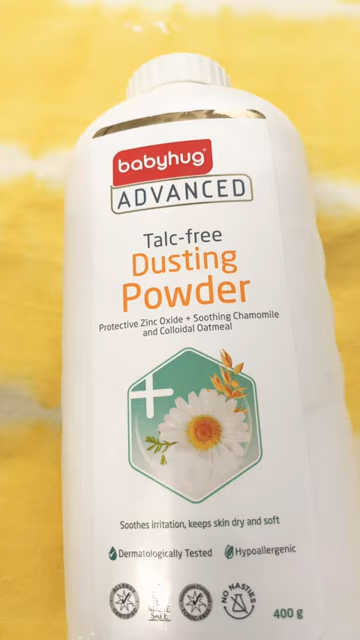 babyhug
ADVANCED
Talc-free
Dusting
Powder
Protective Zinc Oxide + Soothing Chamomile
and Colloidal Oatmeal
Soothes irritation, keeps skin dry and soft
Dermatologically Tested Hypoallergenic
NO NASTIES
400 g